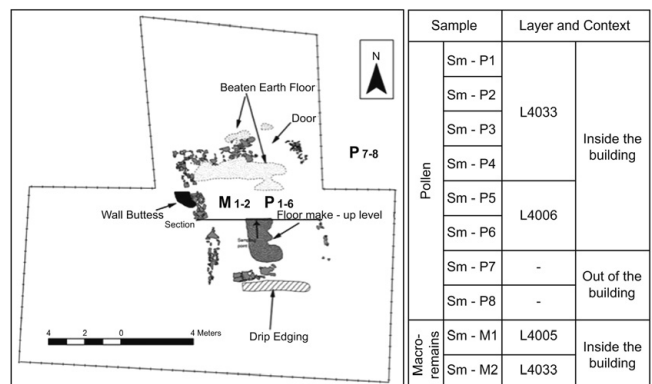 N
Beaten Earth Floor
Door
P 7-8
M 1-2
P 1-6
Wall Buttess
Section
Floor make - up level
Drip Edging
4 2 0 4 Meters
Sample
Layer and Context
Pollen
Sm - P1
Sm - P2
Sm - P3
Sm - P4
L4033
Inside the
building
Sm - P5
Sm - P6
L4006
Sm - P7
-
Out of the
building
Sm - P8
-
Macro-
remains
Sm - M1
L4005
Inside the
building
Sm - M2
L4033